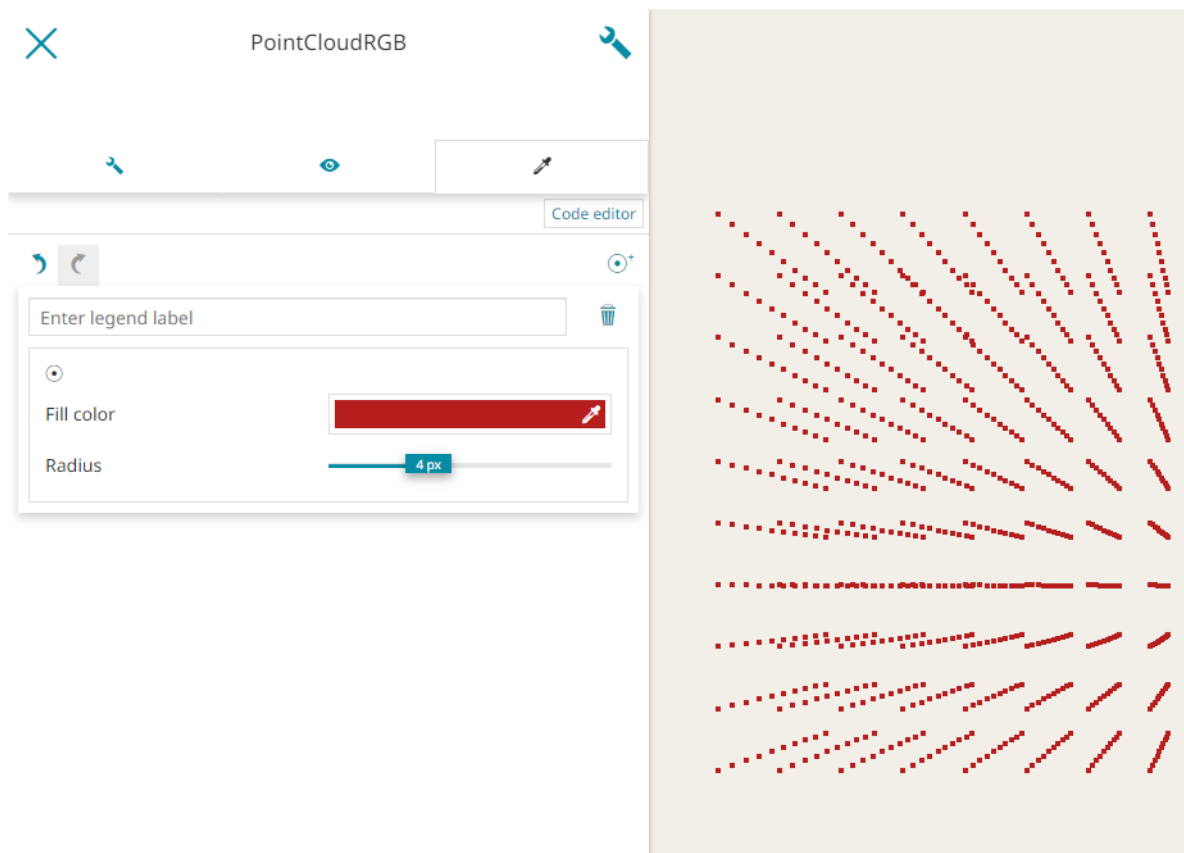 PointCloudRGB
Code editor
Enter legend label
Fill color
Radius
4 px